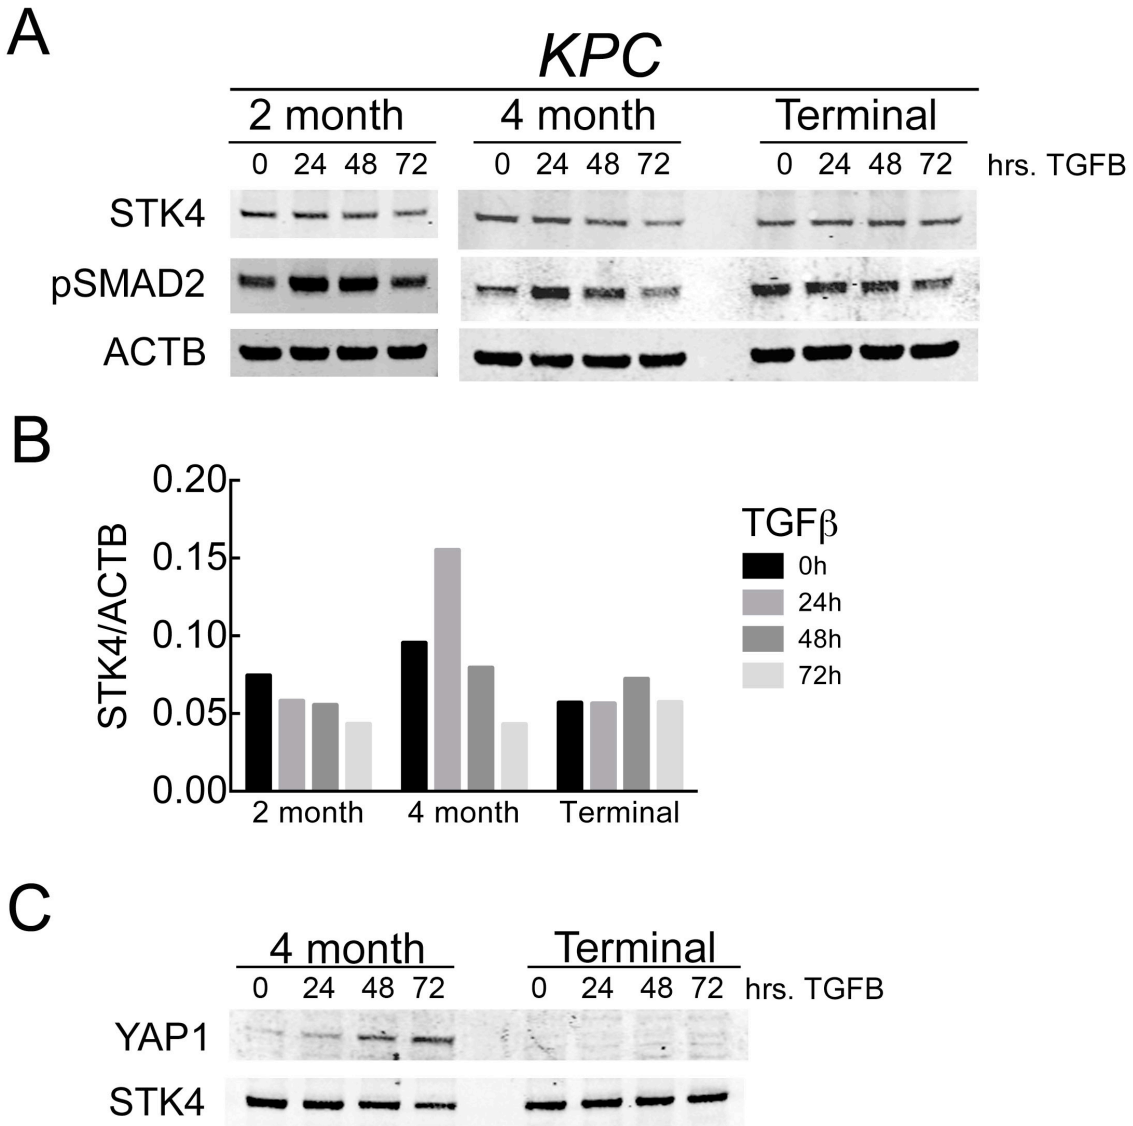 A
KPC
2 month 4 month Terminal
0 24 48 72 0 24 48 72 0 24 48 72 hrs. TGFB
STK4
pSMAD2
ACTB
B
0.20
0.15
0.10
0.05
0.00
STK4/ACTB
2 month 4 month Terminal
TGFβ
0h
24h
48h
72h
C
4 month Terminal
0 24 48 72 0 24 48 72 hrs. TGFB
YAP1
STK4